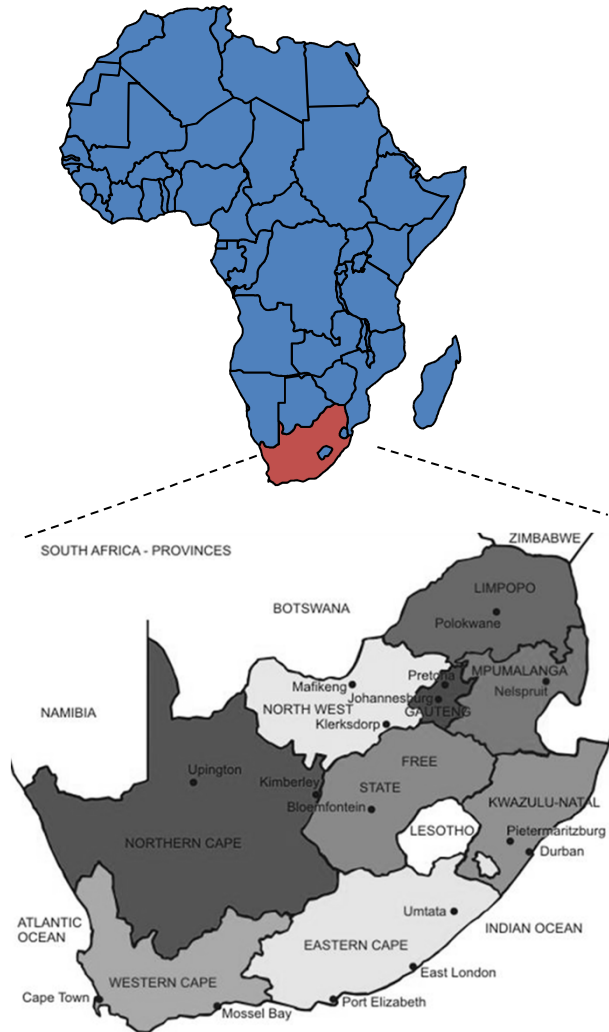 ZIMBABWE
SOUTH AFRICA - PROVINCES
LIMPOPO
BOTSWANA
Polokwane
Pretoria
MPUMALANGA
Mafikeng
Johannesburg
Nelspruit
NAMIBIA
NORTH WEST
GAUTENG
Klerksdorp
FREE
Upington
Kimberley
STATE
KWAZULU-NATAL
Bloemfontein
LESOTHO
Pietermaritzburg
NORTHERN CAPE
Durban
Umtata
ATLANTIC
OCEAN
INDIAN OCEAN
EASTERN CAPE
East London
WESTERN CAPE
Cape Town
Mossel Bay
Port Elizabeth